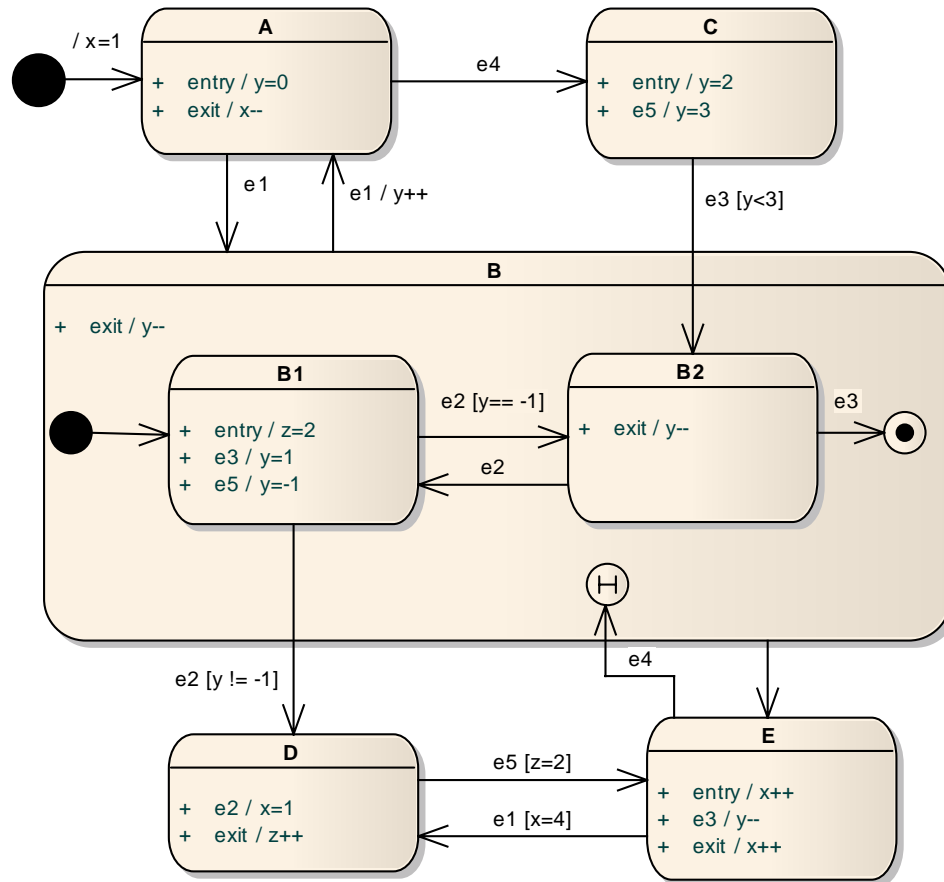 / x=1
A
+ entry / y=0
+ exit / x--
e4
C
+ entry / y=2
+ e5 / y=3
e1
e1 / y++
e3 [y<3]
B
+ exit / y--
B1
+ entry / z=2
+ e3 / y=1
+ e5 / y=-1
e2 [y== -1]
e2
B2
+ exit / y--
e3
H
e2 [y != -1]
e4
D
+ e2 / x=1
+ exit / z++
e5 [z=2]
e1 [x=4]
E
+ entry / x++
+ e3 / y--
+ exit / x++